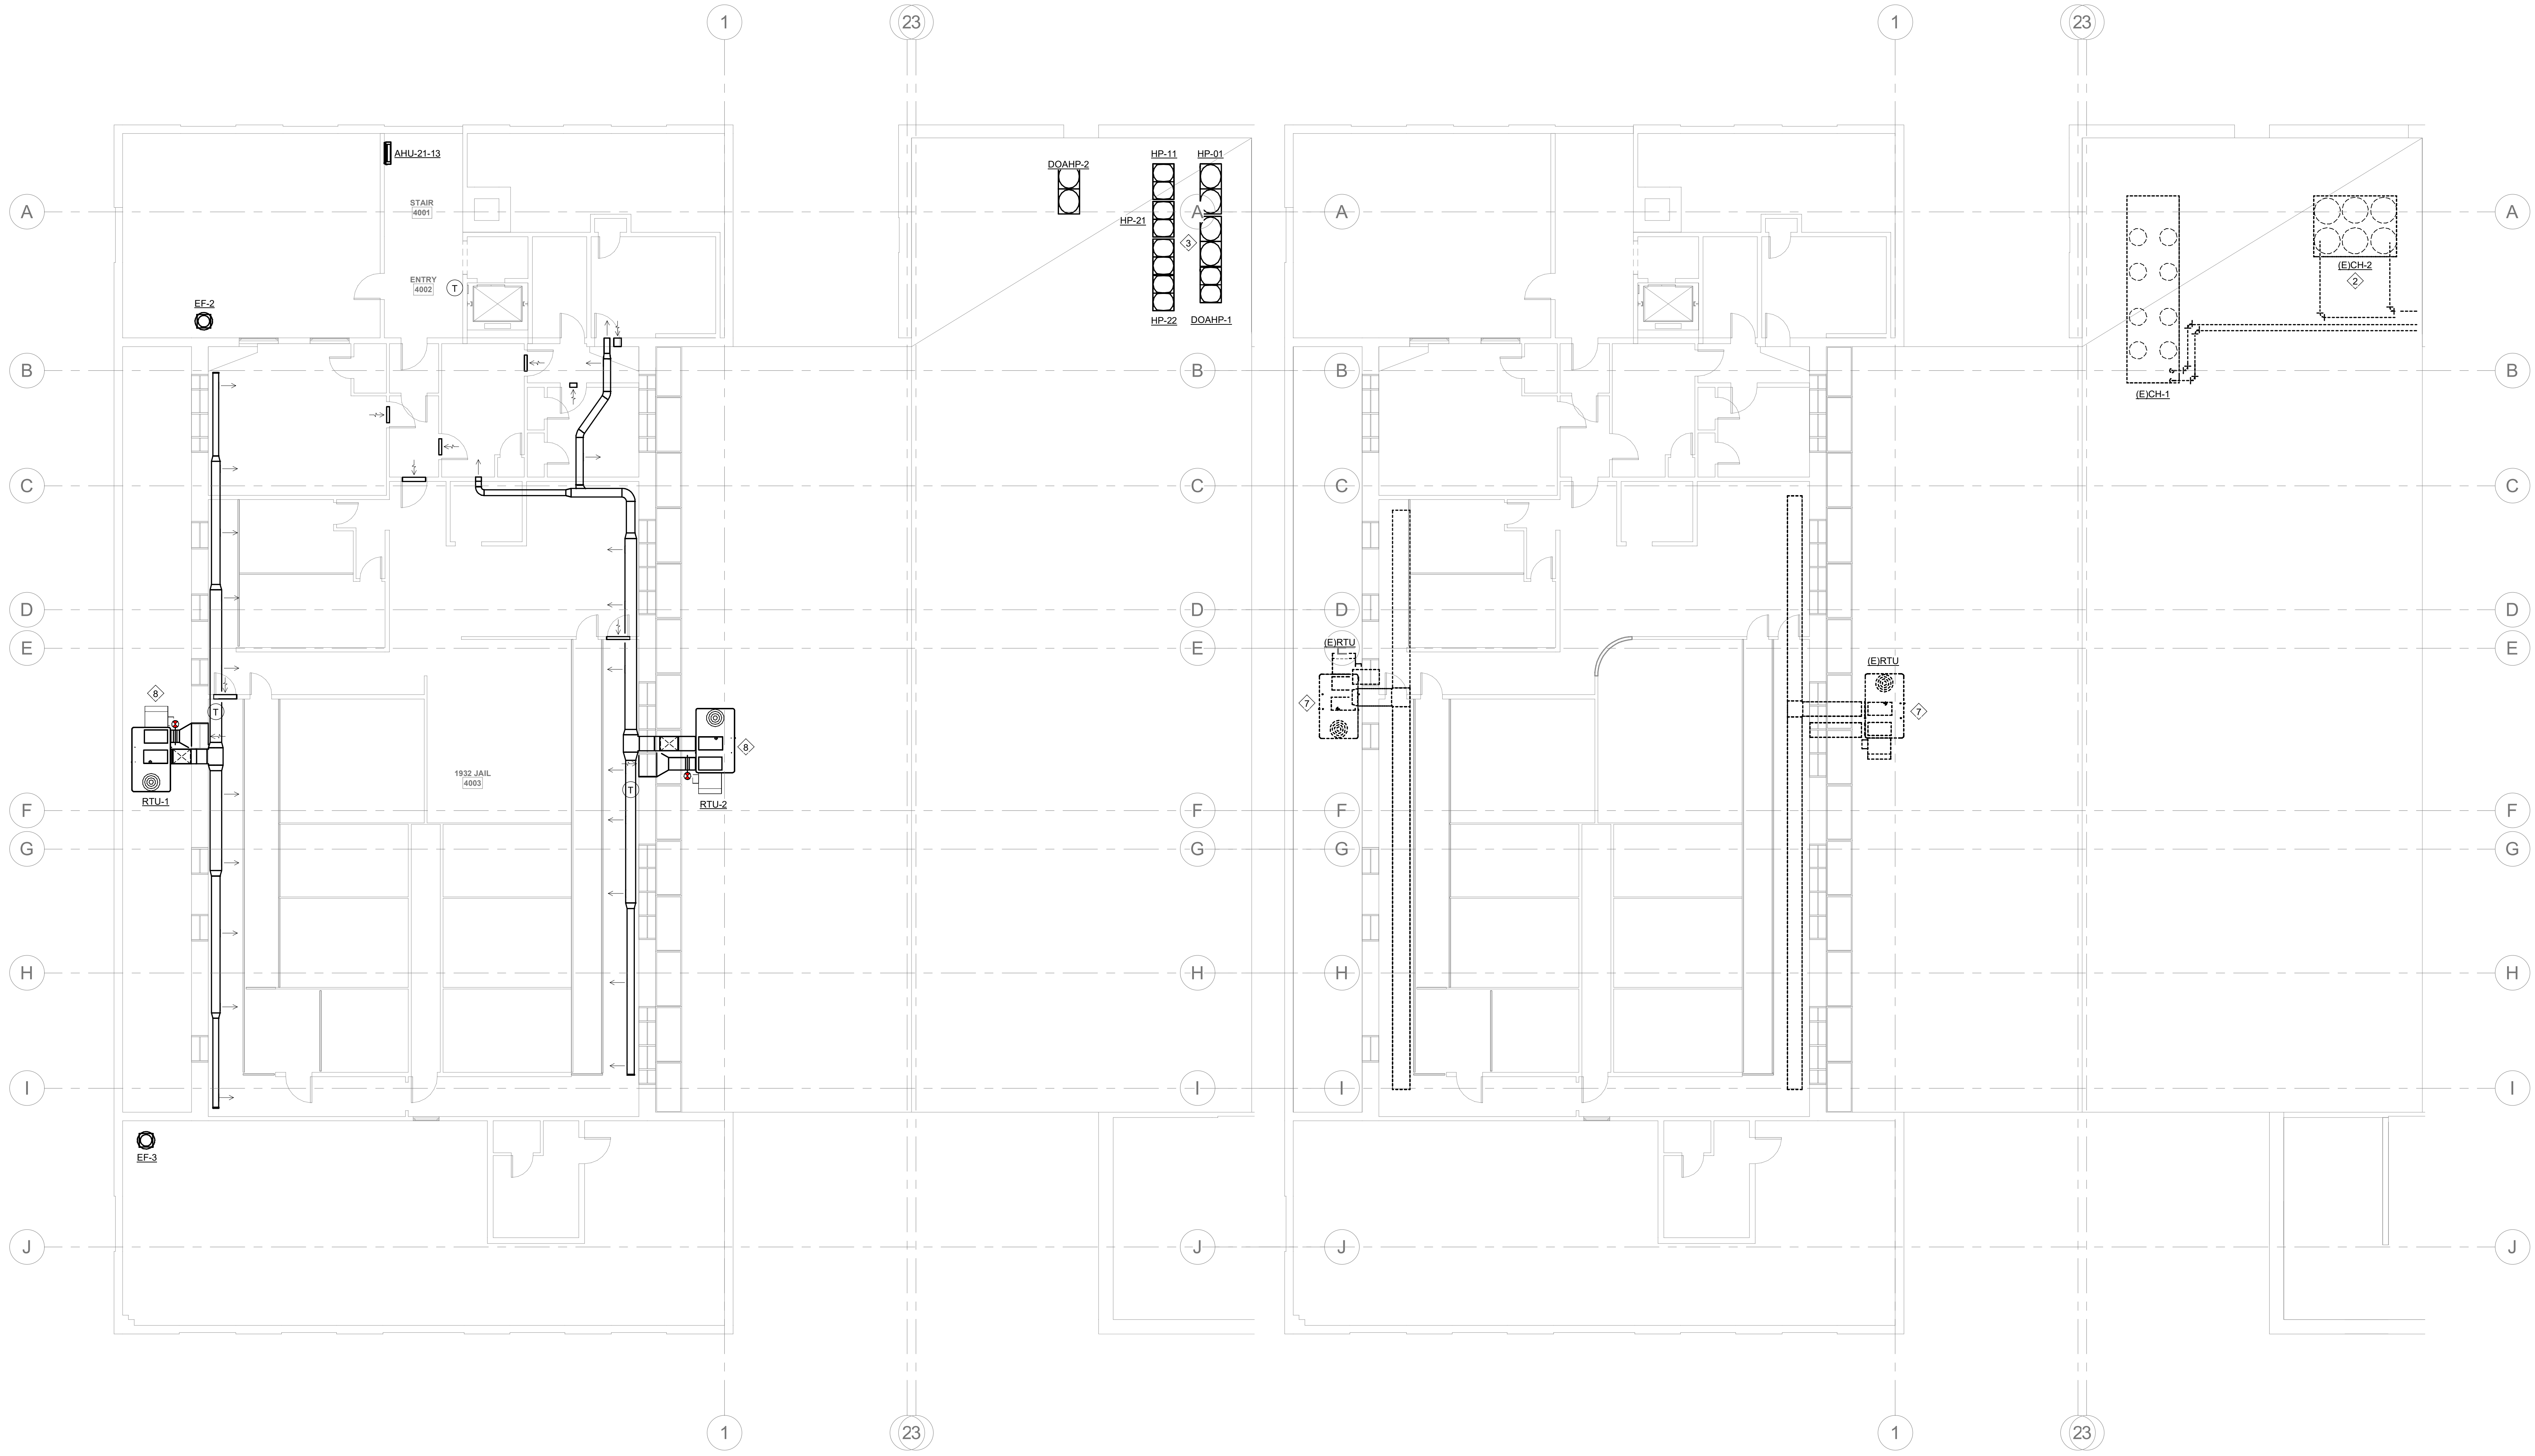 1
23
1
23
AHU-21-13
DOAHP-2
HP-11
HP-01
A
STAIR
4001
HP-21
A
A
A
3
ENTRY
4002
T
(E)CH-2
2
EF-2
HP-22
DOAHP-1
B
B
B
B
(E)CH-1
C
C
C
C
D
D
D
D
E
E
E
E
(E)RTU
(E)RTU
8
7
7
T
8
1932 JAIL
4003
T
RTU-1
RTU-2
F
F
F
F
G
G
G
G
H
H
H
H
I
I
I
I
EF-3
J
J
J
J
1
23
1
23